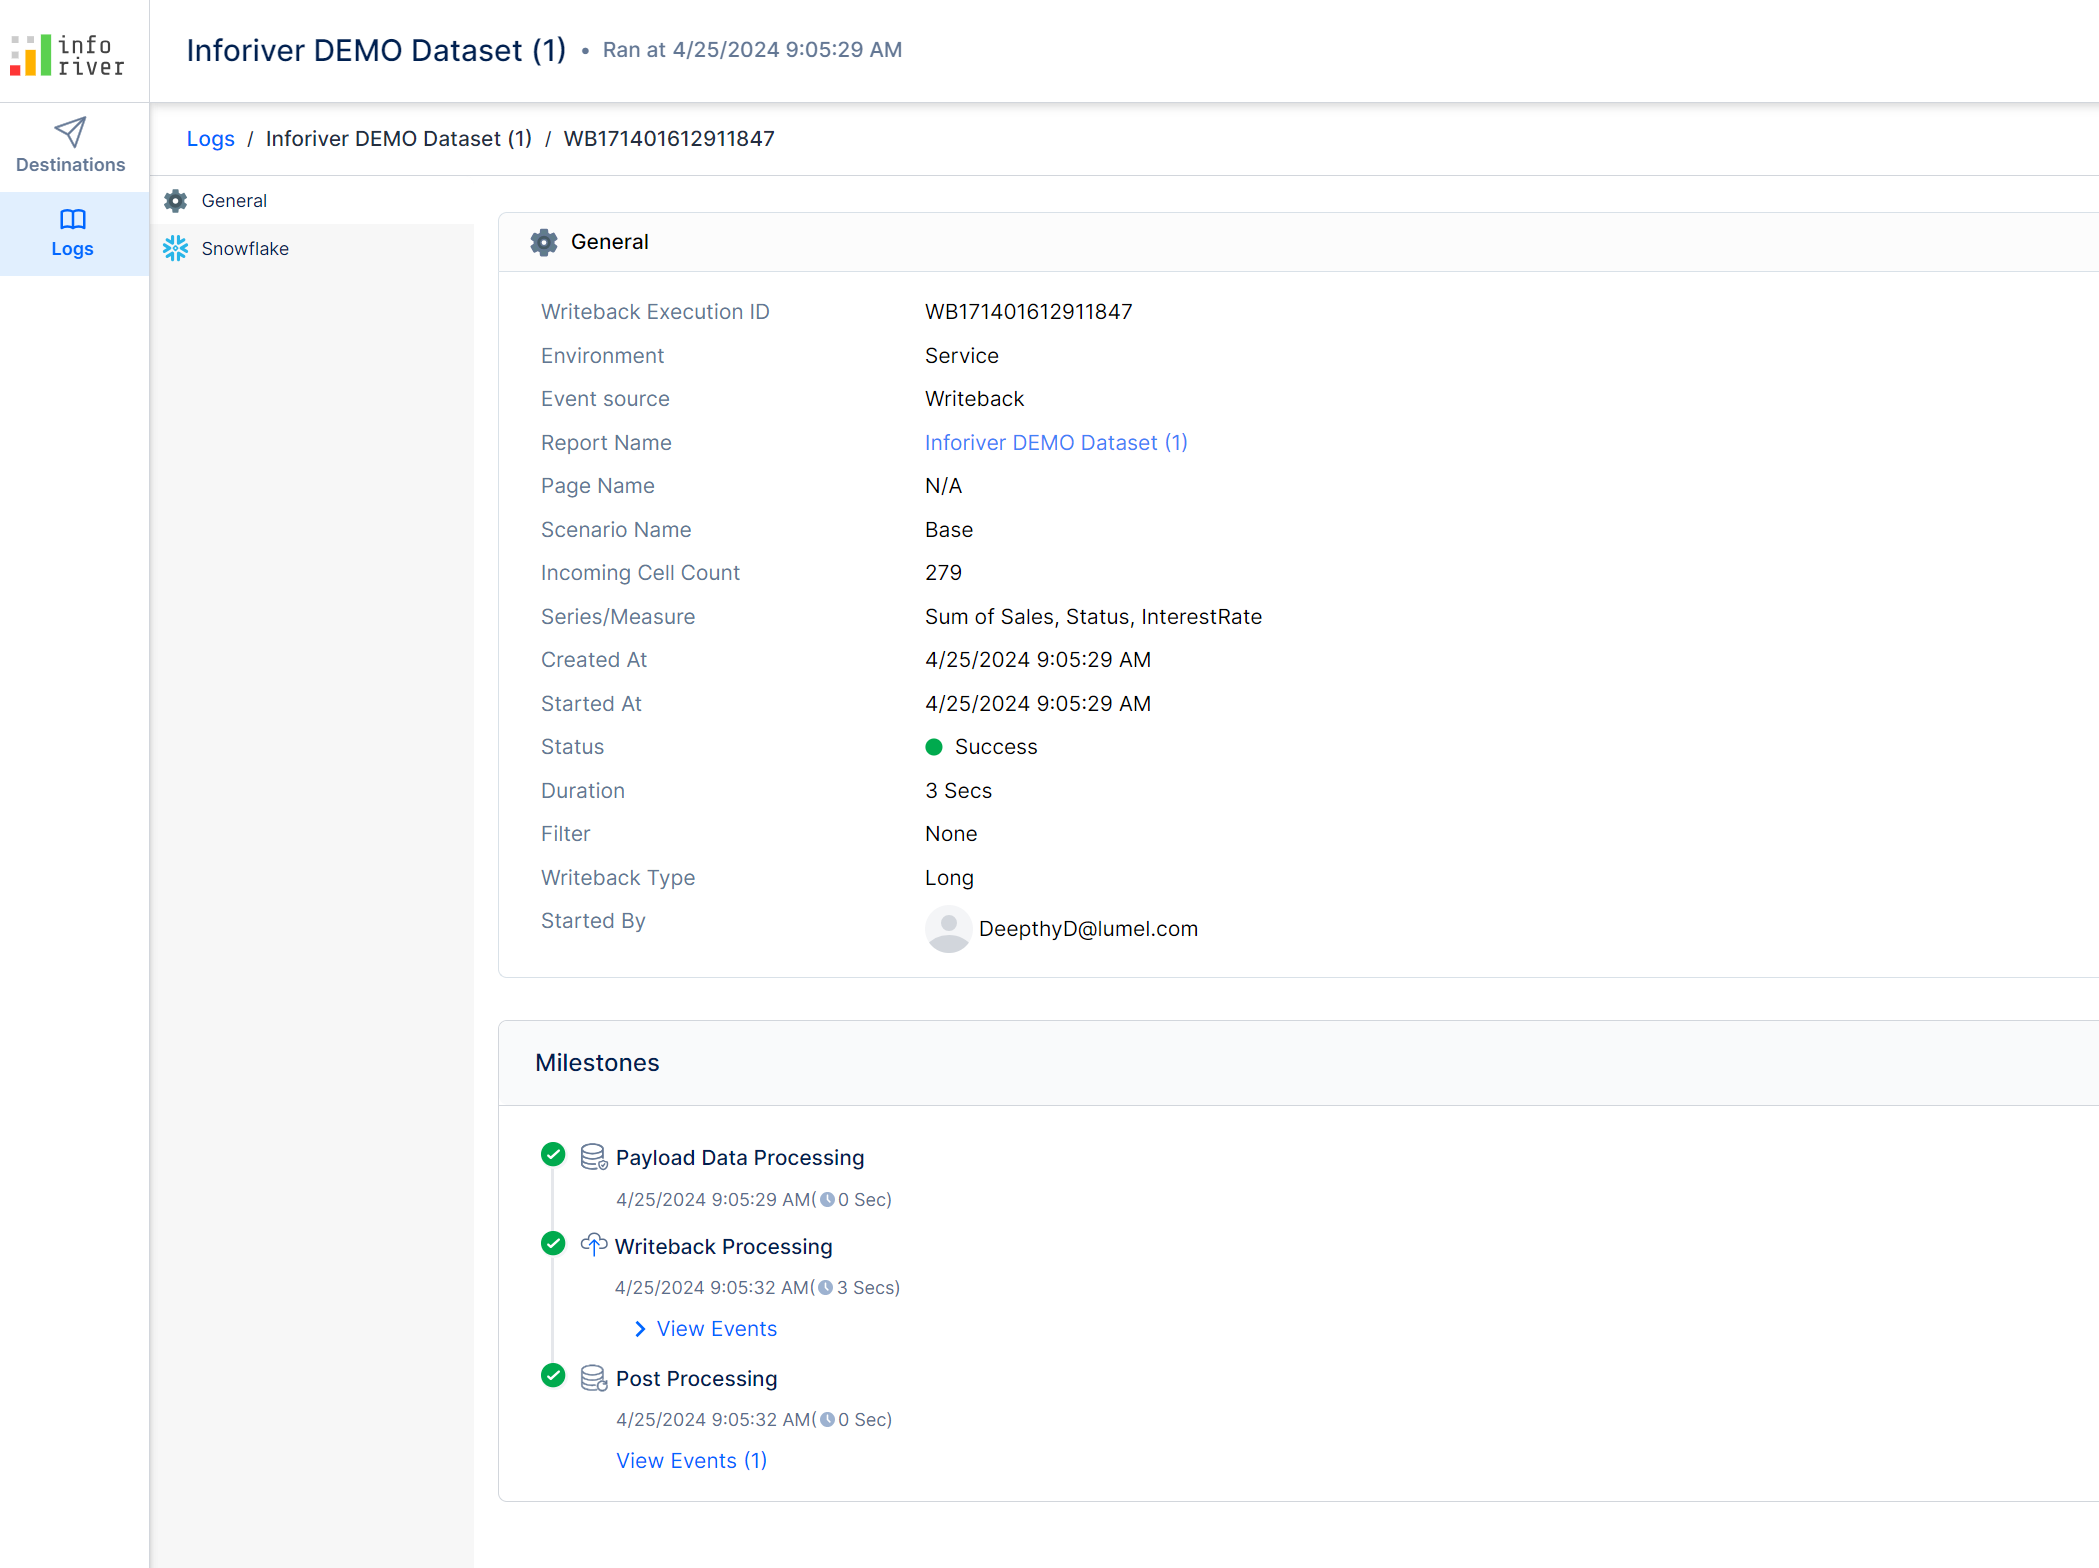 info
river
Inforiver DEMO Dataset (1) • Ran at 4/25/2024 9:05:29 AM
Destinations
Logs
Logs / Inforiver DEMO Dataset (1) / WB171401612911847
General
Snowflake
General
Writeback Execution ID WB171401612911847
Environment Service
Event source Writeback
Report Name Inforiver DEMO Dataset (1)
Page Name N/A
Scenario Name Base
Incoming Cell Count 279
Series/Measure Sum of Sales, Status, InterestRate
Created At 4/25/2024 9:05:29 AM
Started At 4/25/2024 9:05:29 AM
Status Success
Duration 3 Secs
Filter None
Writeback Type Long
Started By DeepthyD@lumel.com
Milestones
Payload Data Processing
4/25/2024 9:05:29 AM( 0 Sec)
Writeback Processing
4/25/2024 9:05:32 AM( 3 Secs)
View Events
Post Processing
4/25/2024 9:05:32 AM( 0 Sec)
View Events (1)